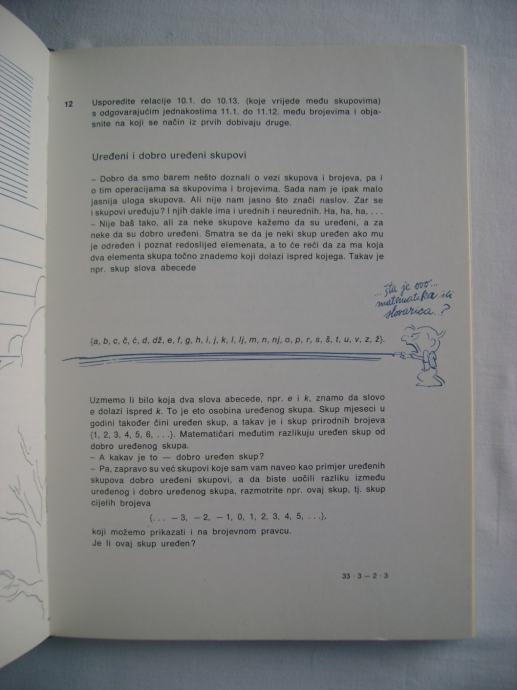 12 Usporedite relacije 10.1. do 10.13. (koje vrijede među skupovima)
s odgovarajućim jednakostima 11.1. do 11.12. među brojevima i obja-
snite na koji se način iz prvih dobivaju druge.
Uređeni i dobro uređeni skupovi
– Dobro da smo barem nešto doznali o vezi skupova i brojeva, pa i
o tim operacijama sa skupovima i brojevima. Sada nam je ipak malo
jasnija uloga skupova. Ali nije nam jasno što znači naslov. Zar se
i skupovi uređuju? I njih dakle ima i urednih i neurednih. Ha, ha, ha, . . .
– Nije baš tako, ali za neke skupove kažemo da su uređeni, a za
neke da su dobro uređeni. Smatra se da je neki skup uređen ako mu
je određen i poznat redoslijed elemenata, a to će reći da za ma koja
dva elementa skupa točno znademo koji dolazi ispred kojega. Takav je
npr. skup slova abecede
...šta je ovo...
matematika ili
slovarica..?
{a, b, c, č, ć, d, dž, e, f, g, h, i, j, k, l, lj, m, n, nj, o, p, r, s, š, t, u, v, z, ž}.
Uzmemo li bilo koja dva slova abecede, npr. e i k, znamo da slovo
e dolazi ispred k. To je eto osobina uređenog skupa. Skup mjeseci u
godini također čini uređen skup, a takav je i skup prirodnih brojeva
{1, 2, 3, 4, 5, 6, . . .}. Matematičari međutim razlikuju uređen skup od
dobro uređenog skupa.
– A kakav je to — dobro uređen skup?
– Pa, zapravo su već skupovi koje sam vam naveo kao primjer uređenih
skupova dobro uređeni skupovi, a da biste uočili razliku između
uređenog i dobro uređenog skupa, razmotrite npr. ovaj skup, tj. skup
cijelih brojeva
{. . . – 3, – 2, – 1, 0, 1, 2, 3, 4, 5, . . .},
koji možemo prikazati i na brojevnom pravcu.
Je li ovaj skup uređen?
33 · 3 – 2 · 3